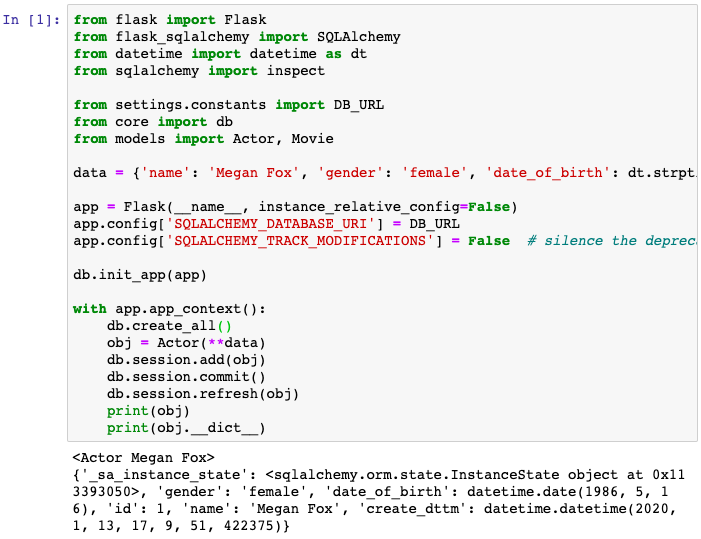 In [1]: from flask import Flask
from flask_sqlalchemy import SQLAlchemy
from datetime import datetime as dt
from sqlalchemy import inspect
from settings.constants import DB_URL
from core import db
from models import Actor, Movie
data = {'name': 'Megan Fox', 'gender': 'female', 'date_of_birth': dt.strpt
app = Flask(__name__, instance_relative_config=False)
app.config['SQLALCHEMY_DATABASE_URI'] = DB_URL
app.config['SQLALCHEMY_TRACK_MODIFICATIONS'] = False  # silence the depreca
db.init_app(app)
with app.app_context():
    db.create_all()
    obj = Actor(**data)
    db.session.add(obj)
    db.session.commit()
    db.session.refresh(obj)
    print(obj)
    print(obj.__dict__)
<Actor Megan Fox>
{'_sa_instance_state': <sqlalchemy.orm.state.InstanceState object at 0x11
3393050>, 'gender': 'female', 'date_of_birth': datetime.date(1986, 5, 1
6), 'id': 1, 'name': 'Megan Fox', 'create_dttm': datetime.datetime(2020,
1, 13, 17, 9, 51, 422375)}